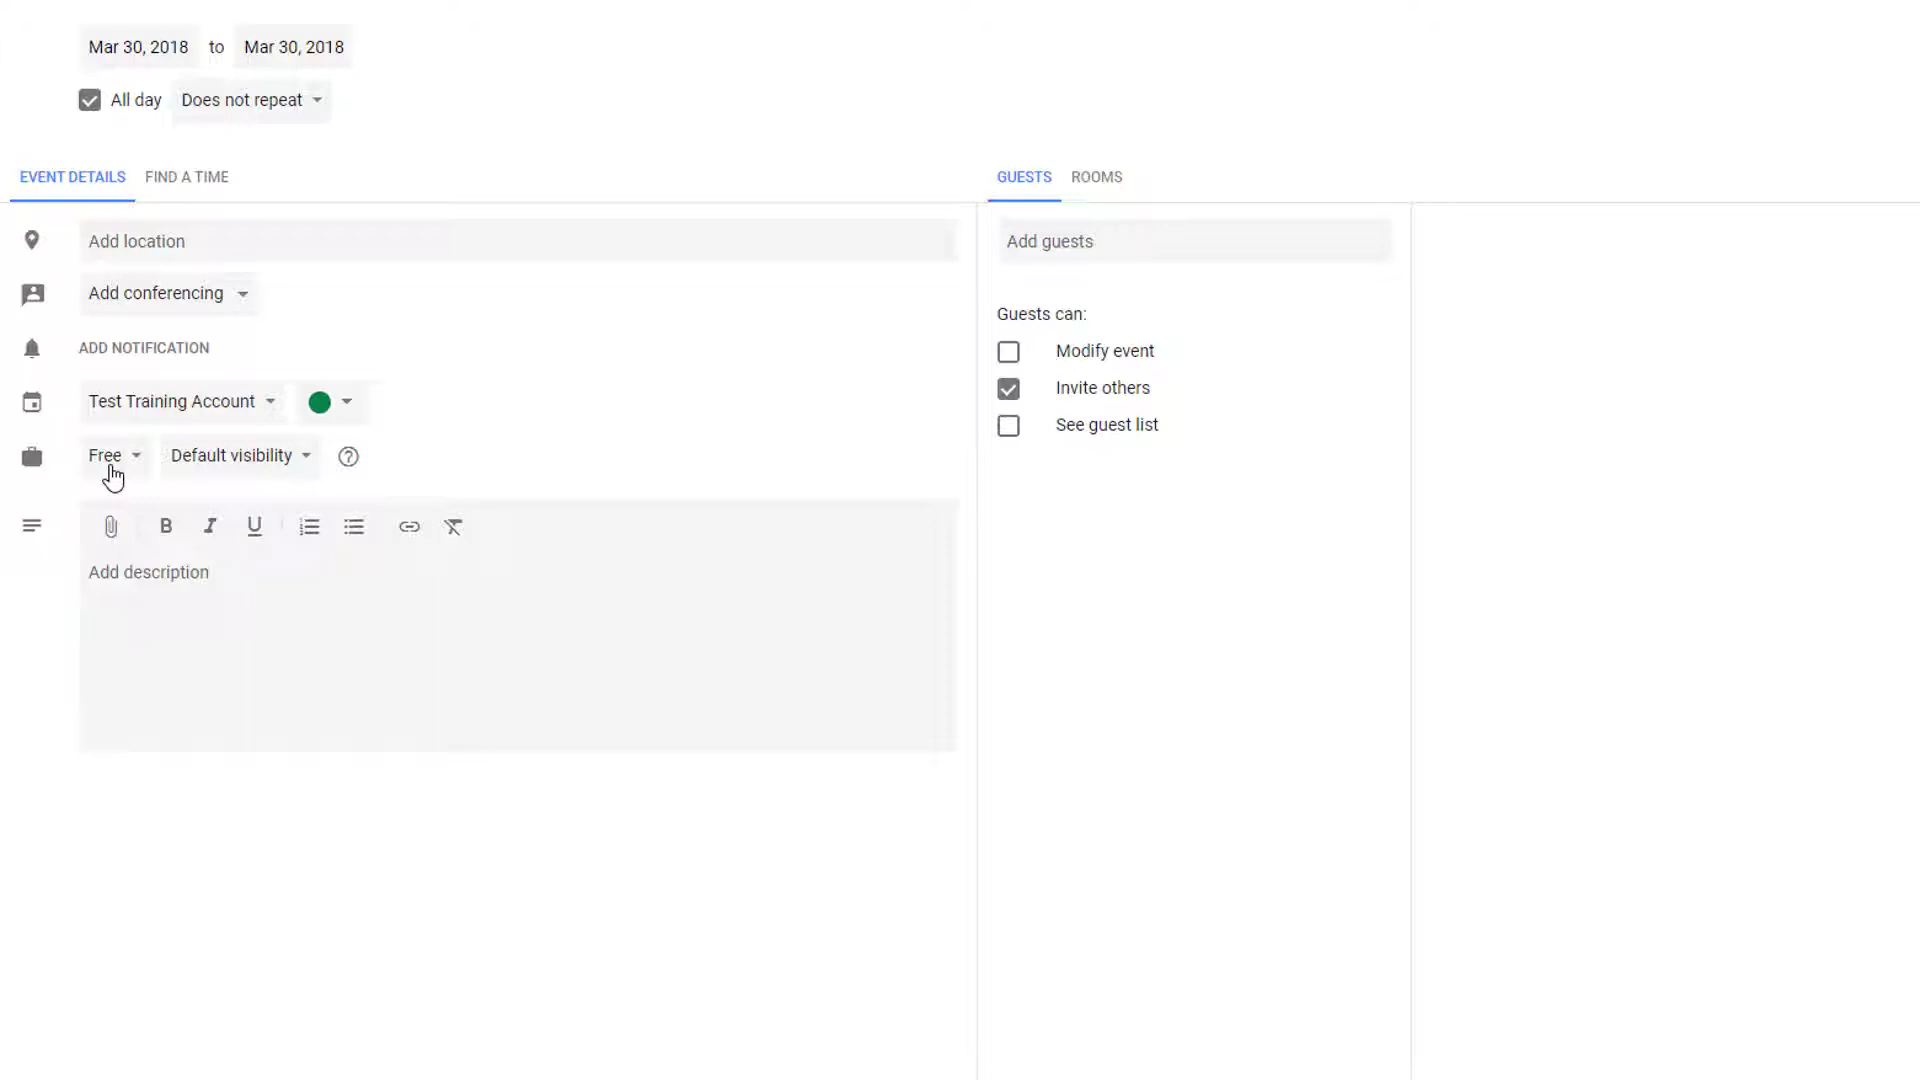 Mar 30, 2018 to Mar 30, 2018
All day Does not repeat
EVENT DETAILS FIND A TIME
GUESTS ROOMS
Add location
Add guests
Add conferencing
Guests can:
ADD NOTIFICATION
Modify event
Invite others
Test Training Account
See guest list
Free Default visibility
B I U
Add description